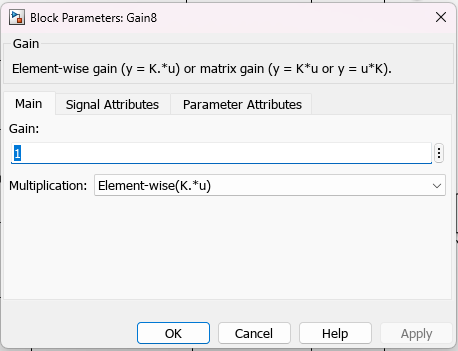 Block Parameters: Gain8
Gain
Element-wise gain (y = K.*u) or matrix gain (y = K*u or y = u*K).
Main Signal Attributes Parameter Attributes
Gain:
1
Multiplication: Element-wise(K.*u)
OK Cancel Help Apply